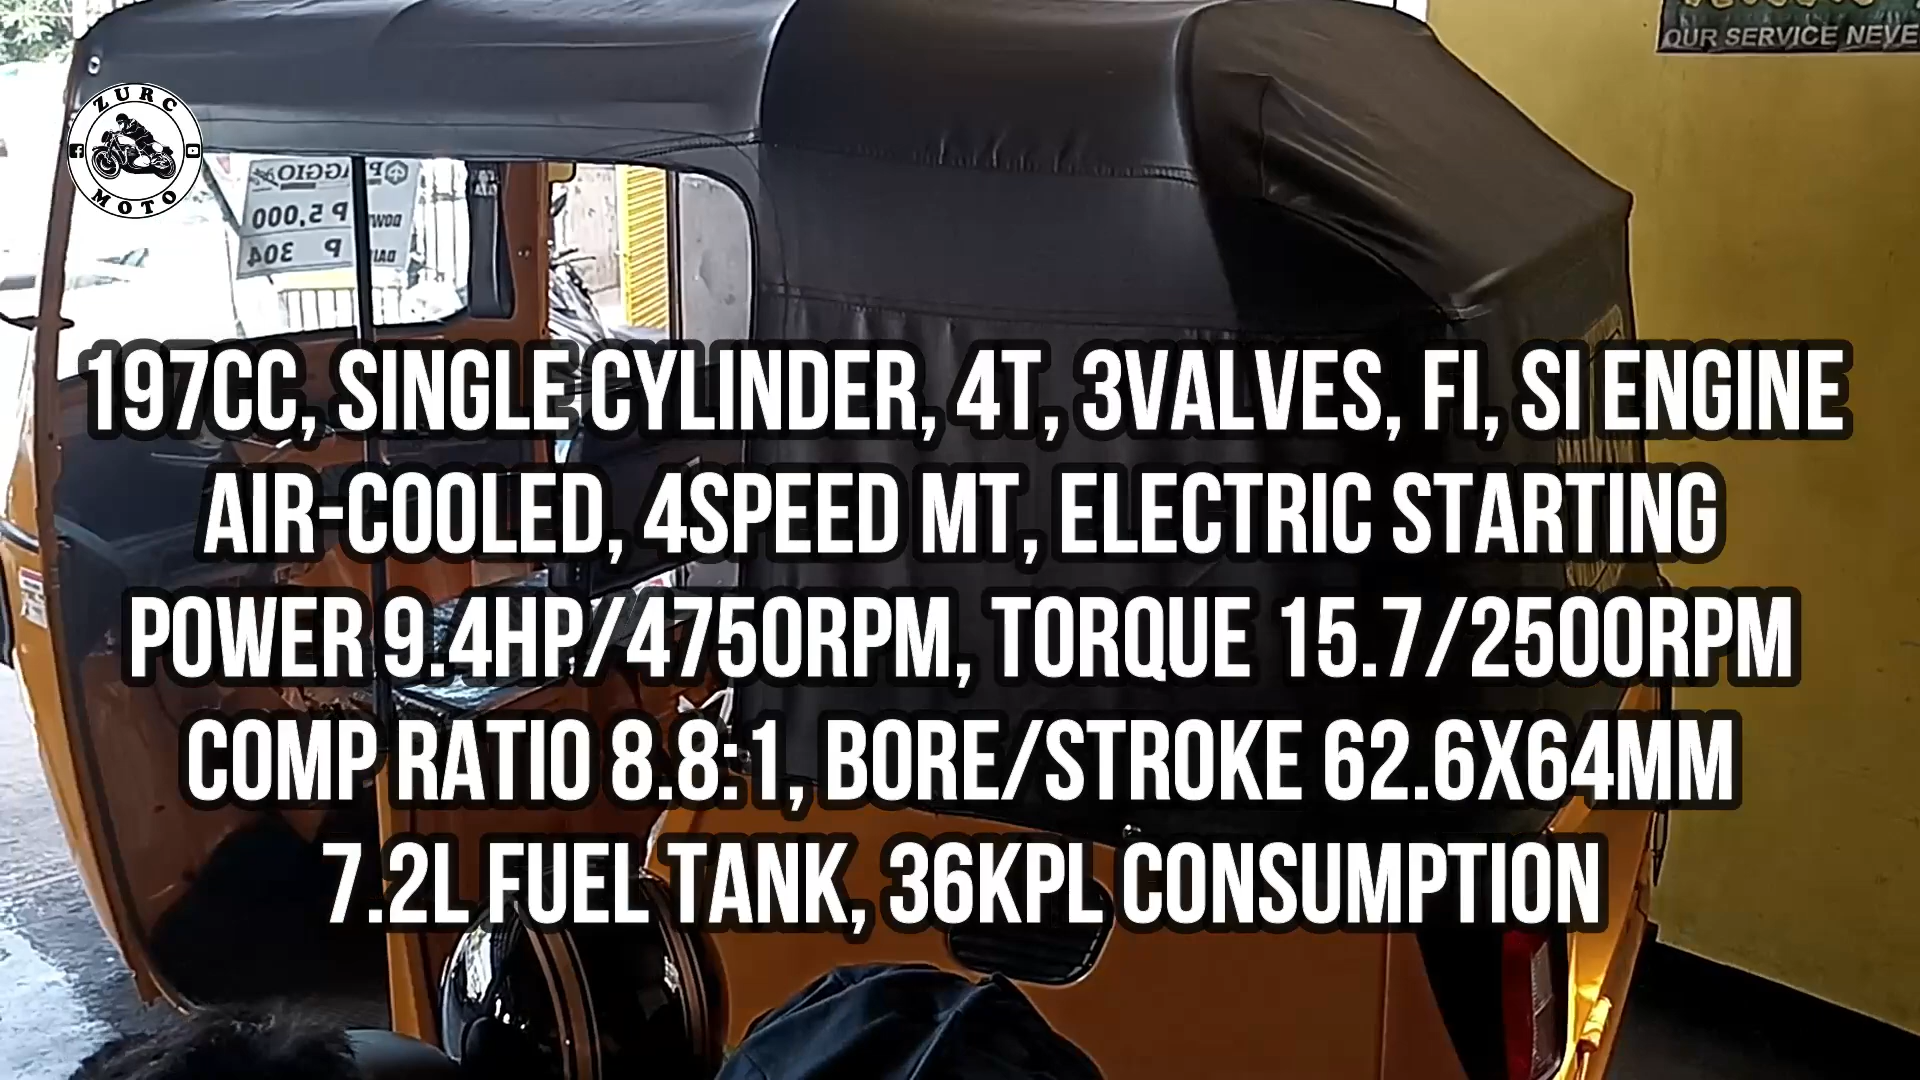 OUR SERVICE NEVE
ZURC
MOTO
PIAGGIO
DOW P 5,000
DAI P 304
197CC, SINGLE CYLINDER, 4T, 3VALVES, FI, SI ENGINE
AIR-COOLED, 4SPEED MT, ELECTRIC STARTING
POWER 9.4HP/4750RPM, TORQUE 15.7/2500RPM
COMP RATIO 8.8:1, BORE/STROKE 62.6X64MM
7.2L FUEL TANK, 36KPL CONSUMPTION